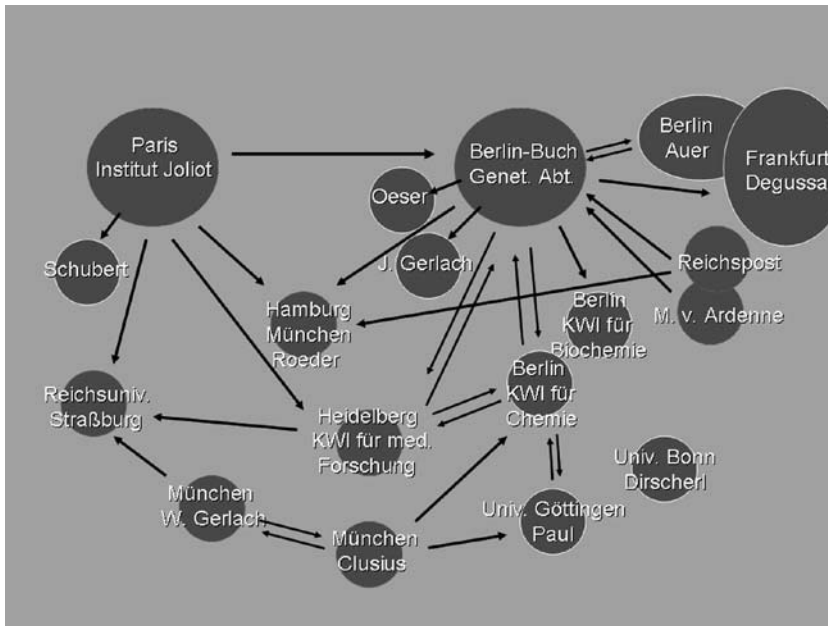 Paris
Institut Joliot
Berlin-Buch
Genet. Abt.
Berlin
Auer
Frankfurt
Degussa
Oeser
Schubert
J. Gerlach
Reichspost
Hamburg
München
Roeder
Berlin
KWI für
Biochemie
M. v. Ardenne
Reichsuniv.
Straßburg
Heidelberg
KWI für med.
Forschung
Berlin
KWI für
Chemie
Univ. Bonn
Dirscherl
München
W. Gerlach
München
Clusius
Univ. Göttingen
Paul